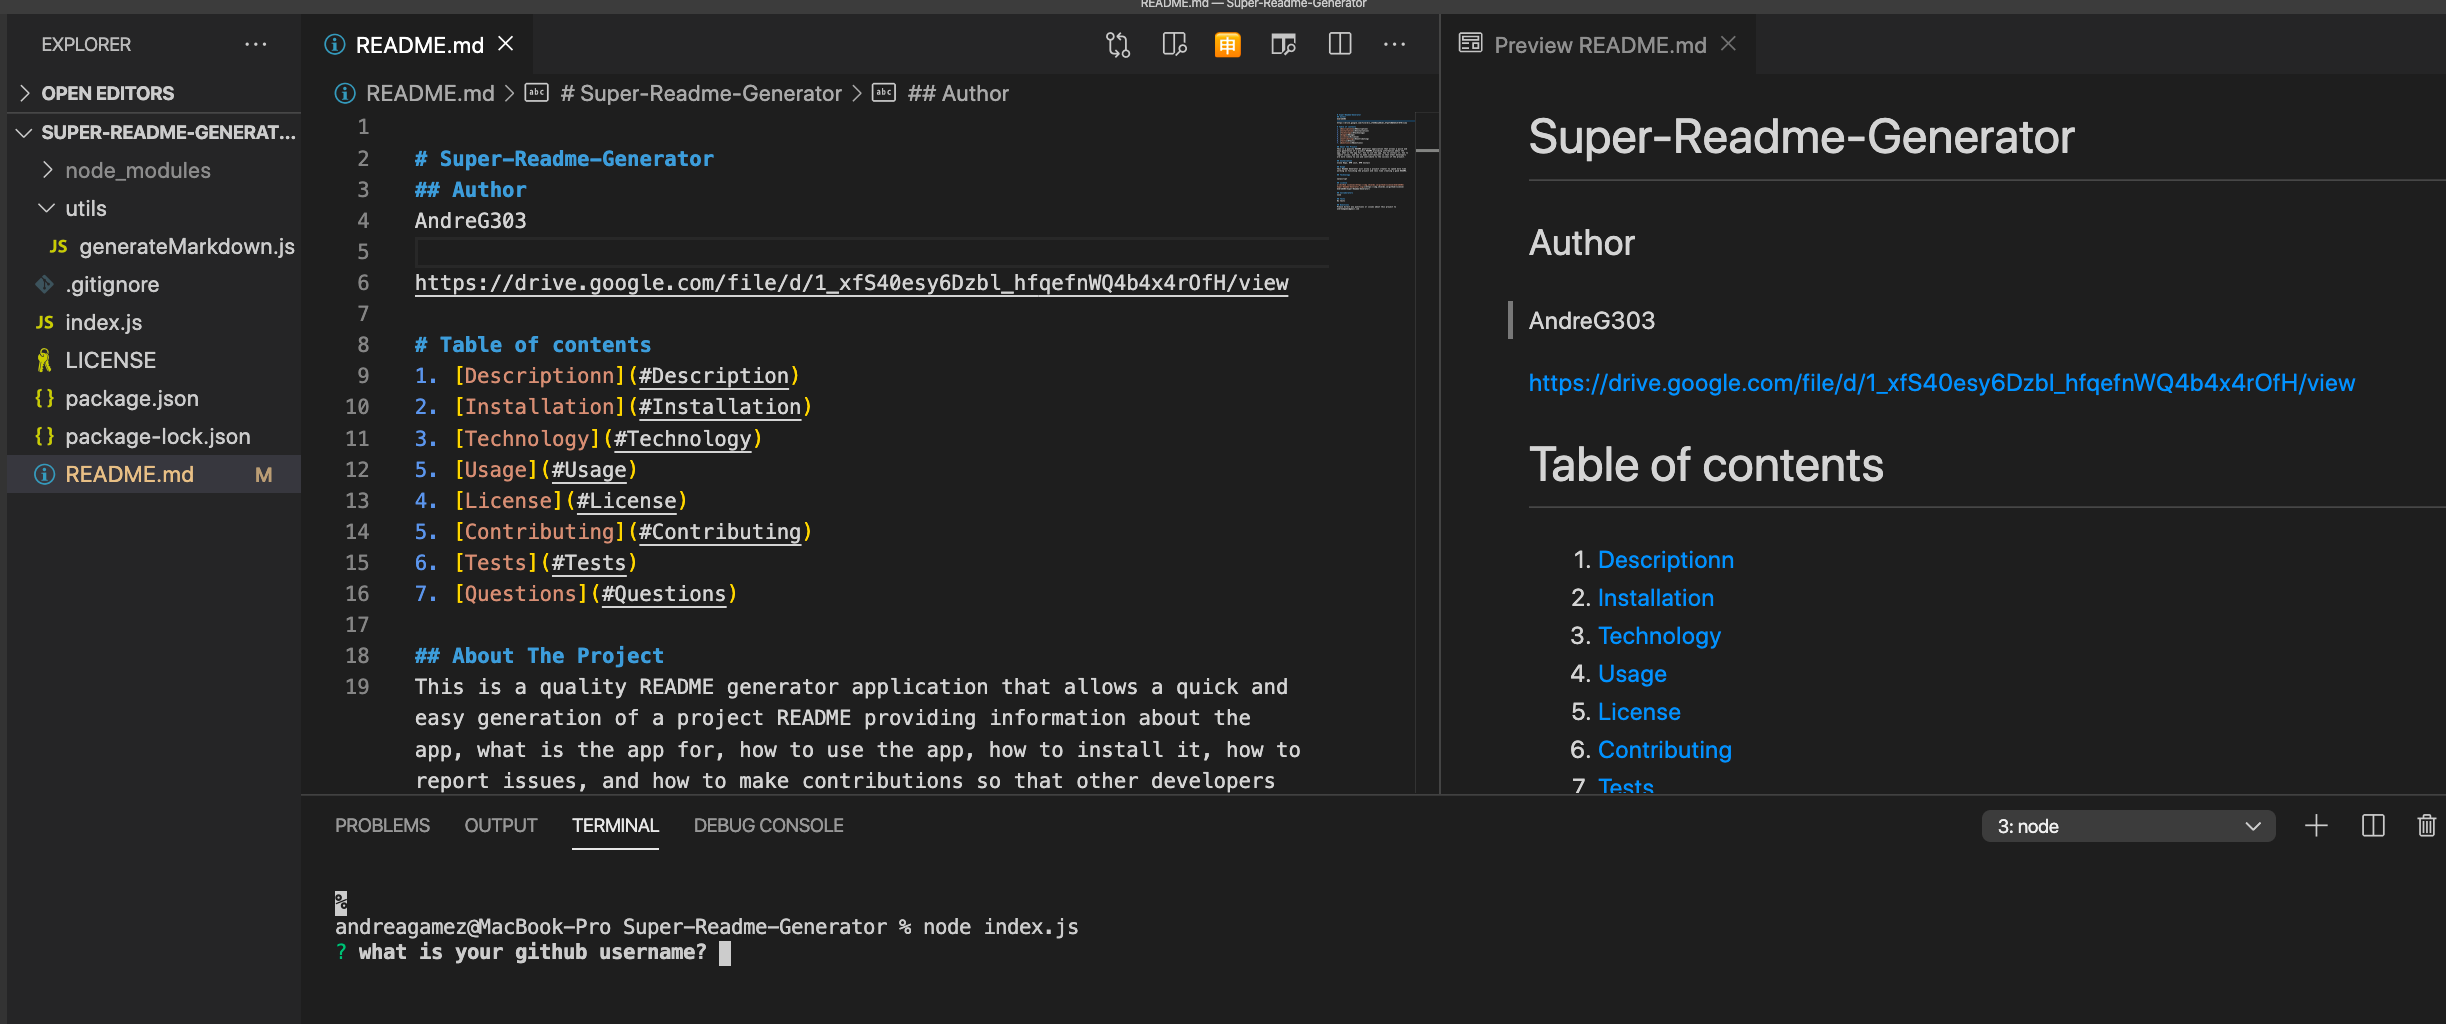 README.md — Super-Readme-Generator
EXPLORER
OPEN EDITORS
SUPER-README-GENERAT...
node_modules
utils
JS generateMarkdown.js
.gitignore
JS index.js
LICENSE
{} package.json
{} package-lock.json
README.md M
README.md
申
README.md > abc # Super-Readme-Generator > abc ## Author
1
2 # Super-Readme-Generator
3 ## Author
4 AndreG303
5
6 https://drive.google.com/file/d/1_xfS40esy6Dzbl_hfqefnWQ4b4x4rOfH/view
7
8 # Table of contents
9 1. [Descriptionn](#Description)
10 2. [Installation](#Installation)
11 3. [Technology](#Technology)
12 5. [Usage](#Usage)
13 4. [License](#License)
14 5. [Contributing](#Contributing)
15 6. [Tests](#Tests)
16 7. [Questions](#Questions)
17
18 ## About The Project
19 This is a quality README generator application that allows a quick and
easy generation of a project README providing information about the
app, what is the app for, how to use the app, how to install it, how to
report issues, and how to make contributions so that other developers
Preview README.md
Super-Readme-Generator
Author
AndreG303
https://drive.google.com/file/d/1_xfS40esy6Dzbl_hfqefnWQ4b4x4rOfH/view
Table of contents
1. Descriptionn
2. Installation
3. Technology
4. Usage
5. License
6. Contributing
7. Tests
PROBLEMS OUTPUT TERMINAL DEBUG CONSOLE
3: node
%
andreagamez@MacBook-Pro Super-Readme-Generator % node index.js
? what is your github username?